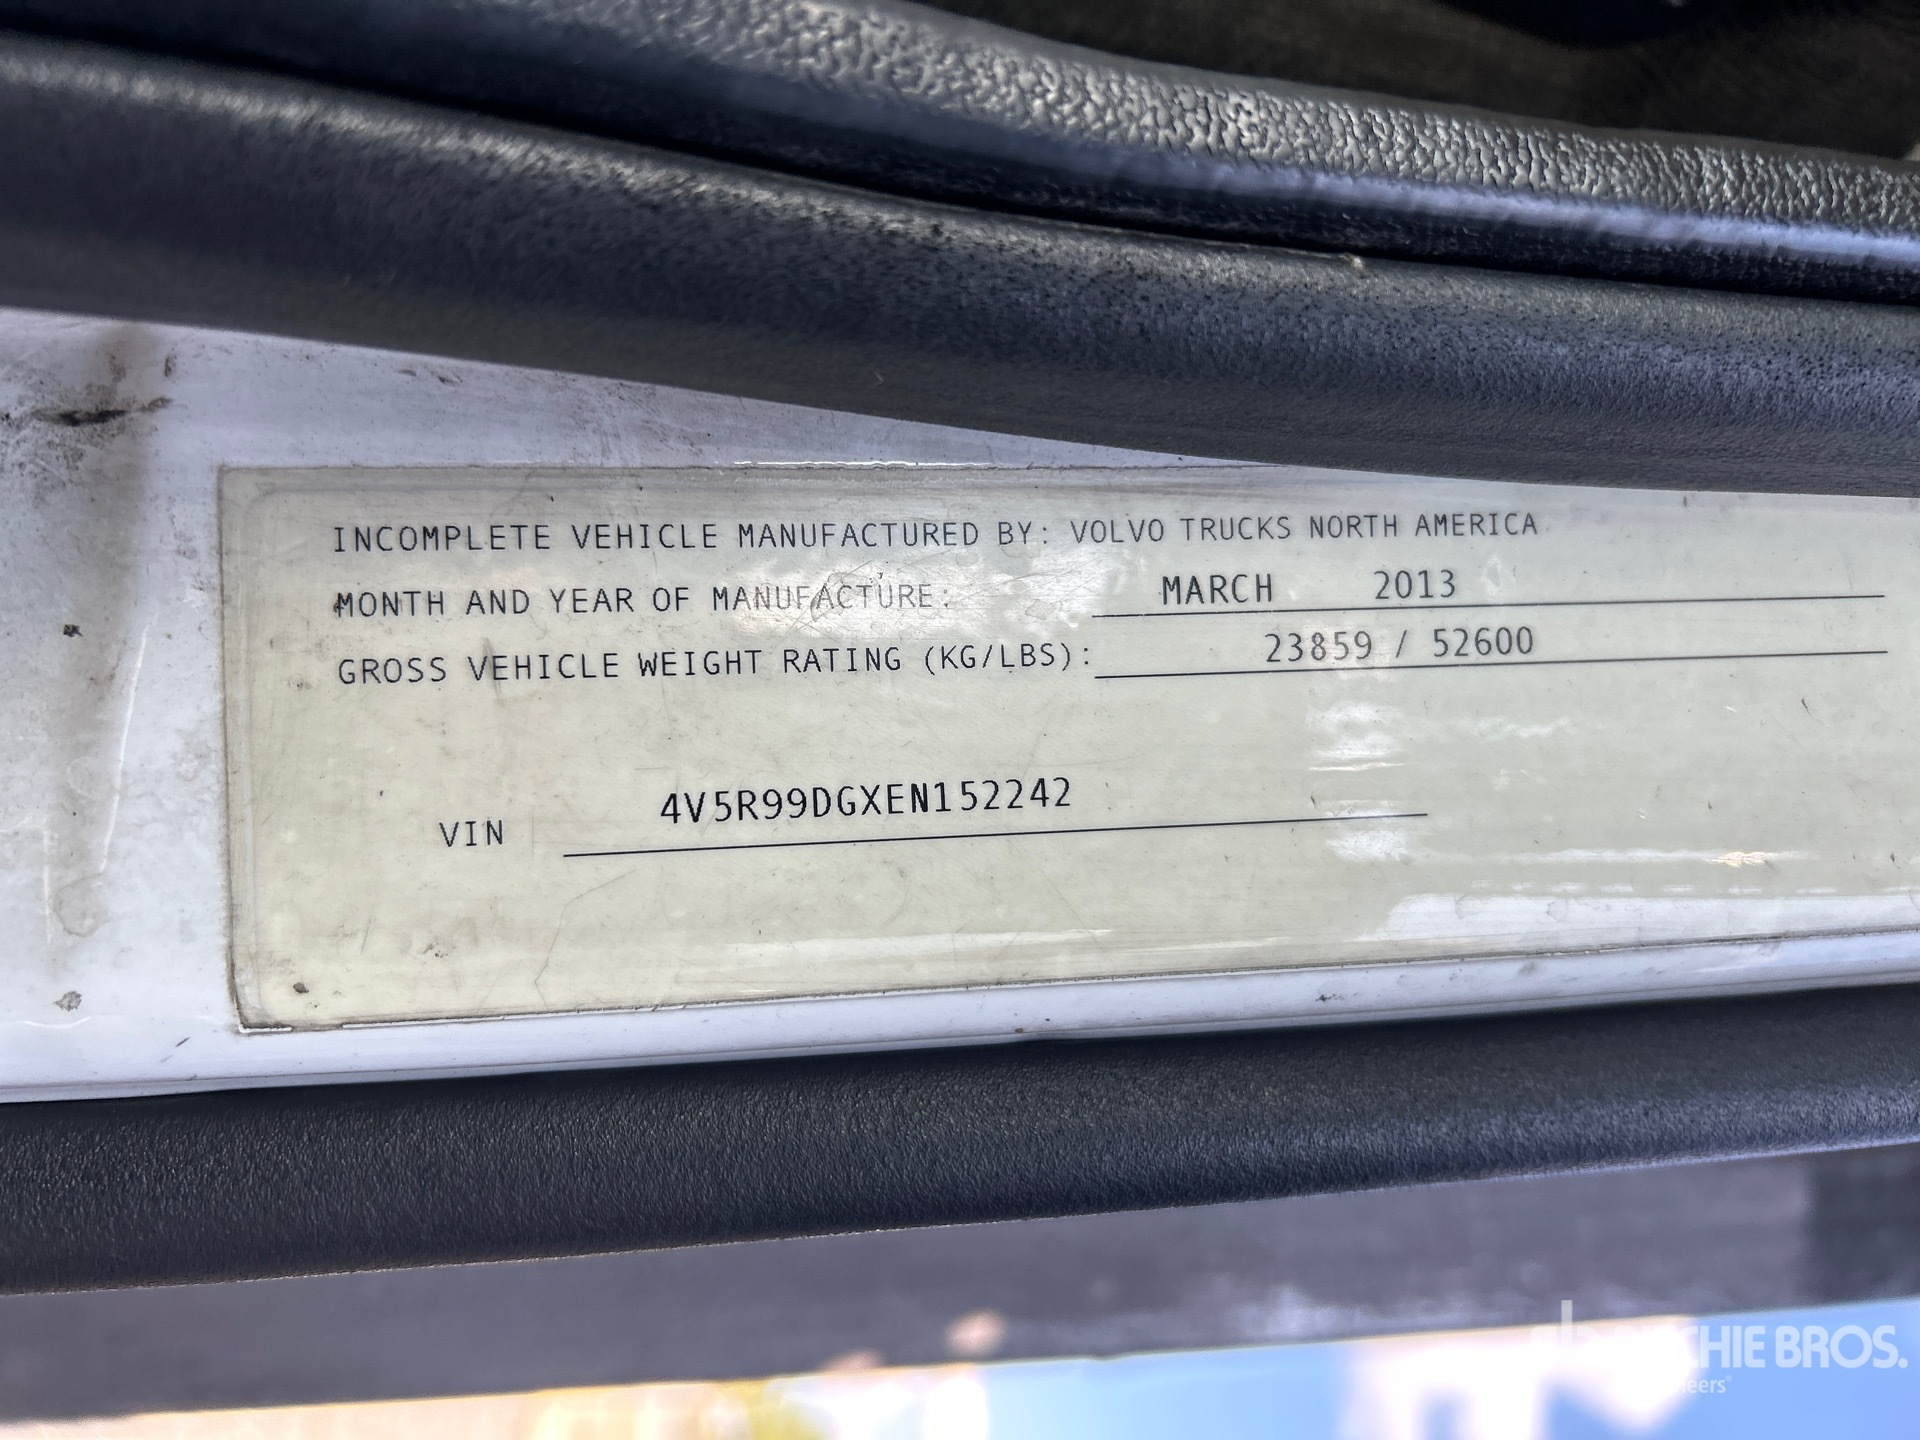 INCOMPLETE VEHICLE MANUFACTURED BY: VOLVO TRUCKS NORTH AMERICA
MONTH AND YEAR OF MANUFACTURE: MARCH 2013
GROSS VEHICLE WEIGHT RATING (KG/LBS): 23859 / 52600
VIN 4V5R99DGXEN152242
BROS.